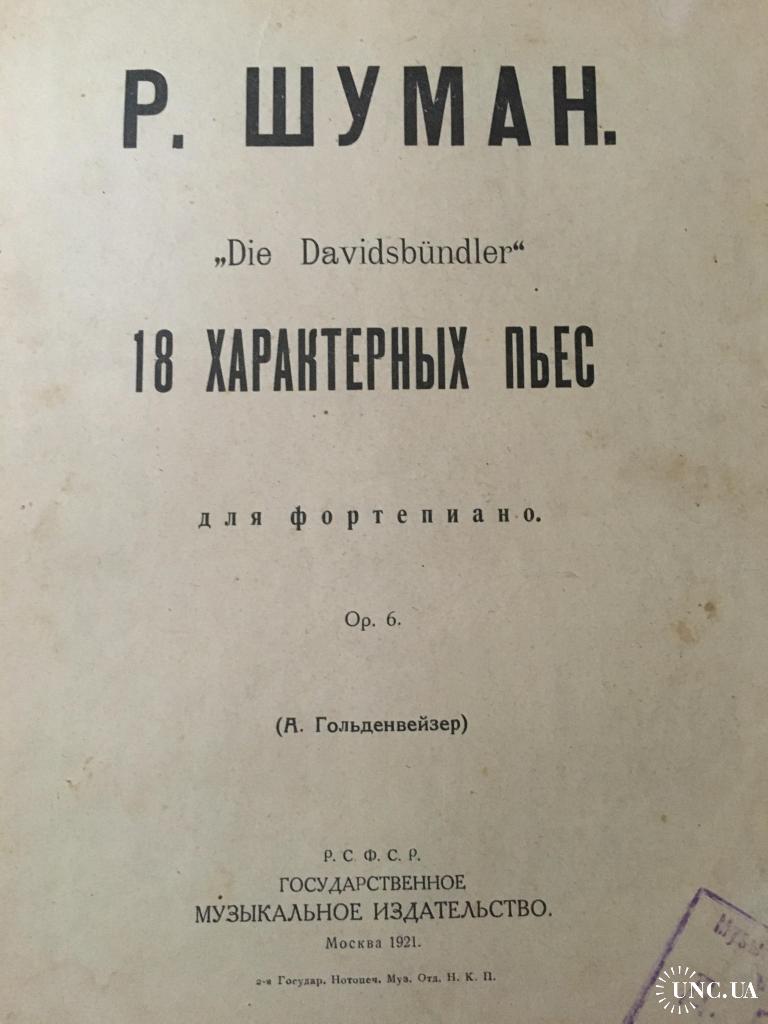 Р. ШУМАН.
„Die Davidsbündler“
18 ХАРАКТЕРНЫХ ПЬЕС
для фортепиано.
Op. 6.
(А. Гольденвейзер)
Р. С. Ф. С. Р.
ГОСУДАРСТВЕННОЕ
МУЗЫКАЛЬНОЕ ИЗДАТЕЛЬСТВО.
Москва 1921.
2-я Государ. Нотопеч. Муз. Отд. Н. К. П.
UNC.UA